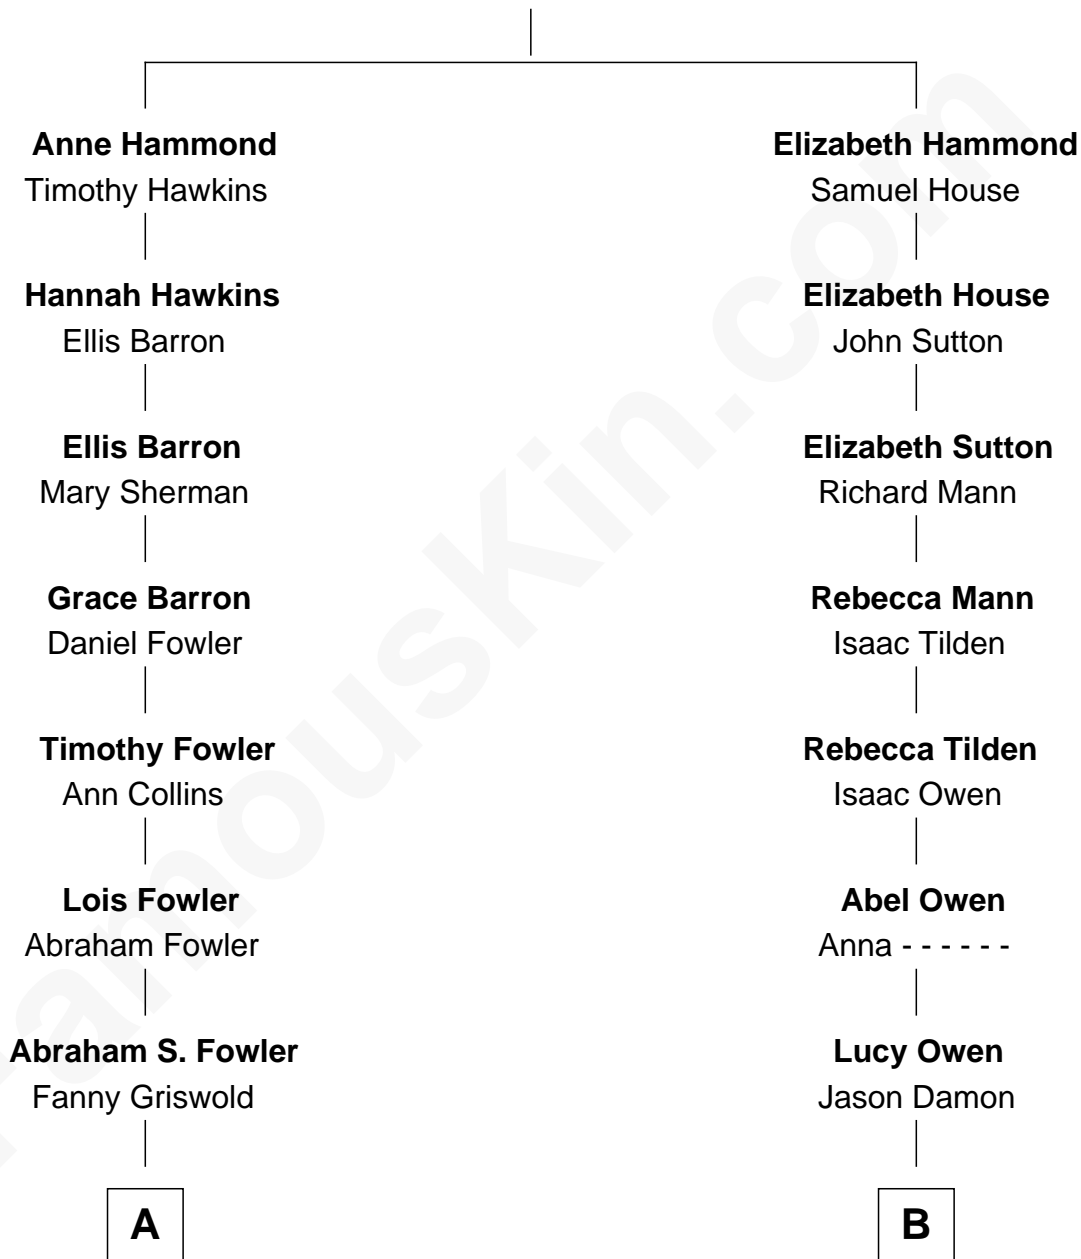 Anne Hammond
Timothy Hawkins
Hannah Hawkins
Ellis Barron
Ellis Barron
Mary Sherman
Grace Barron
Daniel Fowler
Timothy Fowler
Ann Collins
Lois Fowler
Abraham Fowler
Abraham S. Fowler
Fanny Griswold
A
Elizabeth Hammond
Samuel House
Elizabeth House
John Sutton
Elizabeth Sutton
Richard Mann
Rebecca Mann
Isaac Tilden
Rebecca Tilden
Isaac Owen
Abel Owen
Anna - - - - - -
Lucy Owen
Jason Damon
B
FamousKin.com